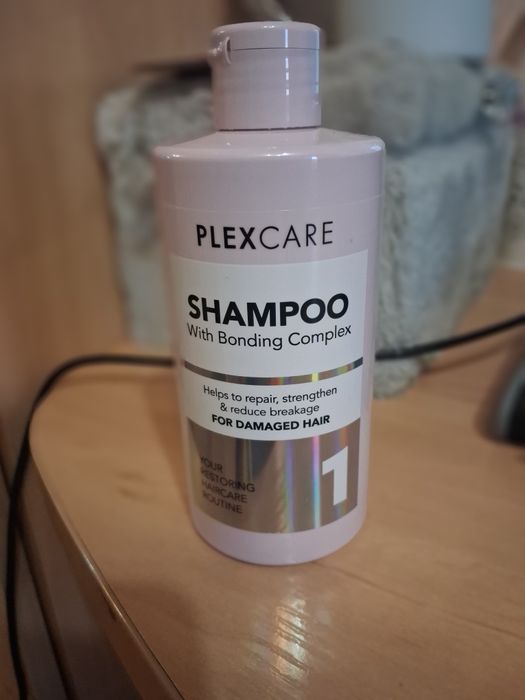 PLEXCARE
SHAMPOO
With Bonding Complex
Helps to repair, strengthen
& reduce breakage
FOR DAMAGED HAIR
YOUR
RESTORING
HAIRCARE
ROUTINE
1